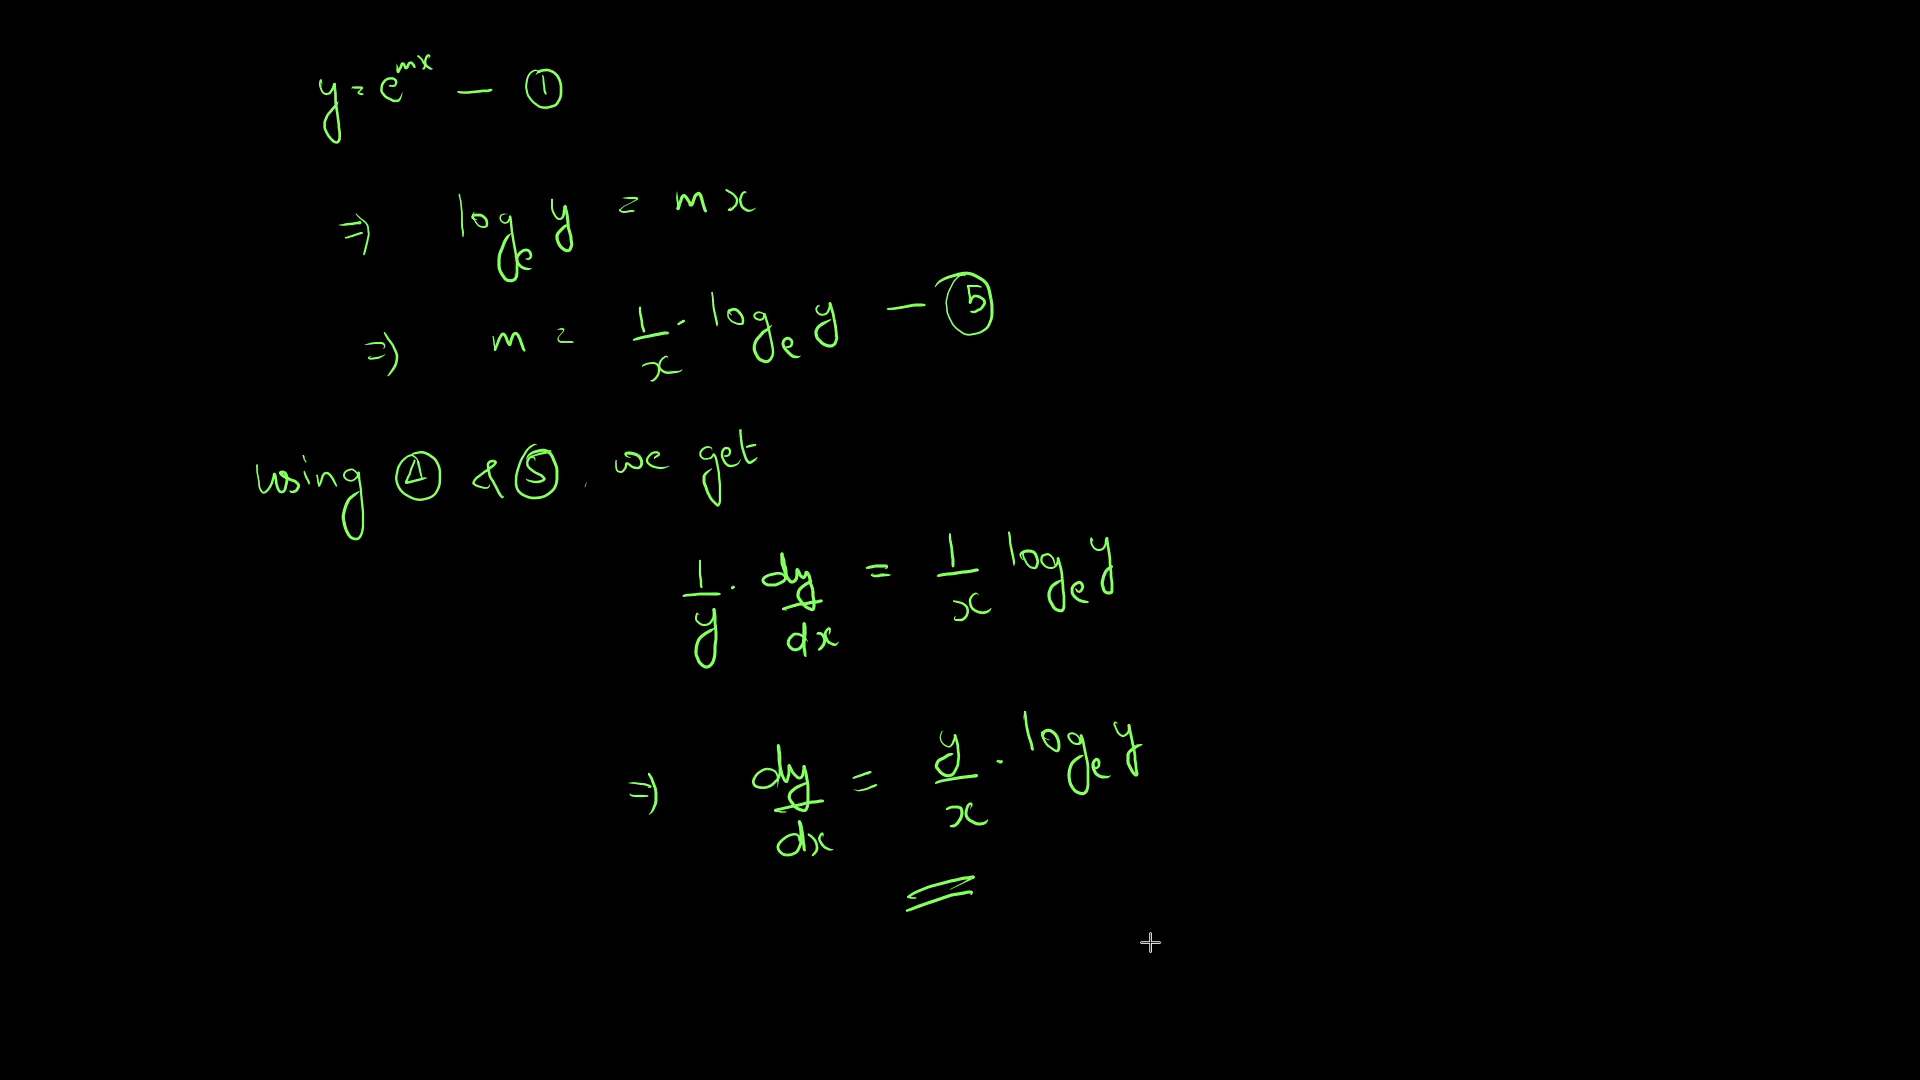 y = e^{mx} — ①
⇒ log_e y = mx
⇒ m = 1/x · log_e y — ⑤
using ④ & ⑤, we get
1/y · dy/dx = 1/x log_e y
⇒ dy/dx = y/x · log_e y